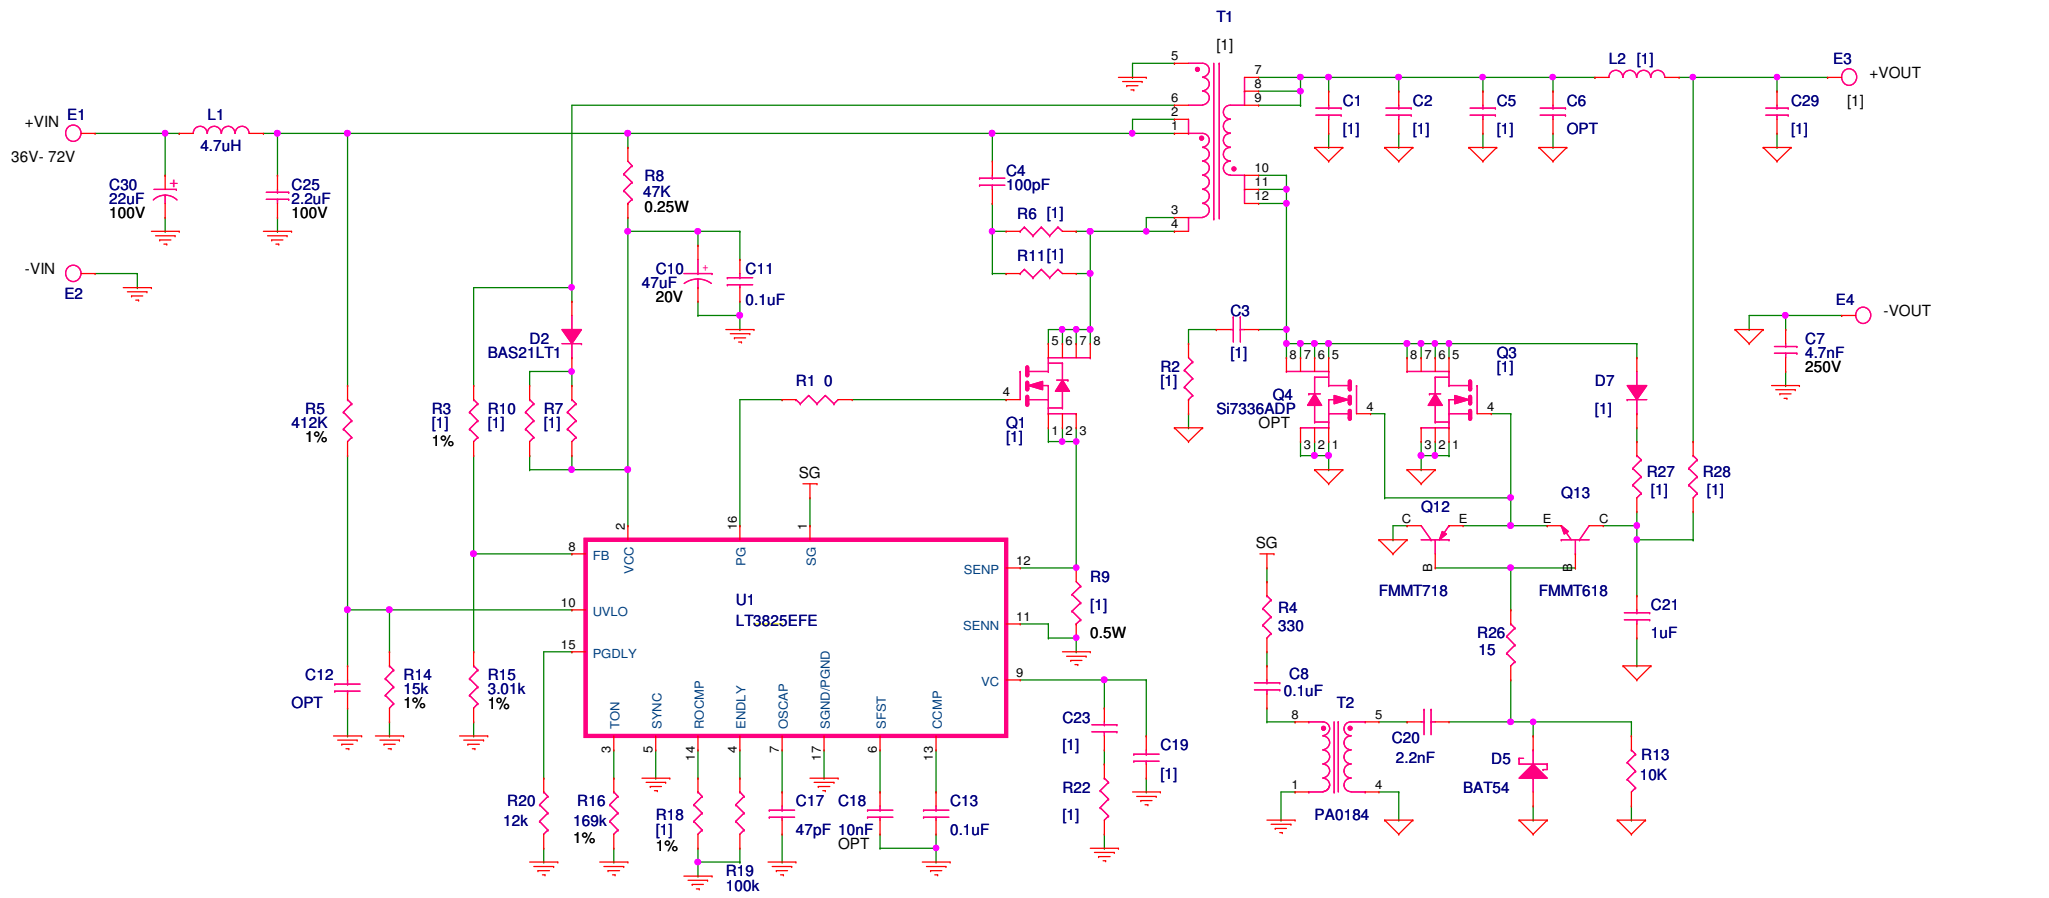 T1
[1]
5
6
2
1
3
4
7
8
9
10
11
12
L2 [1]
E3
+VOUT
[1]
C1
[1]
C2
[1]
C5
[1]
C6
OPT
C29
[1]
+VIN
E1
36V- 72V
L1
4.7uH
C30
22uF
100V
+
C25
2.2uF
100V
-VIN
E2
R8
47K
0.25W
C4
100pF
R6 [1]
R11[1]
C10
47uF
20V
+
C11
0.1uF
D2
BAS21LT1
R5
412K
1%
R3
[1]
1%
R10
[1]
R7
[1]
R1 0
4
5
6
7
8
1
2
3
Q1
[1]
C3
[1]
R2
[1]
8
7
6
5
Q4
Si7336ADP
OPT
4
3
2
1
8
7
6
5
Q3
[1]
4
3
2
1
D7
[1]
E4
-VOUT
C7
4.7nF
250V
R27
[1]
R28
[1]
Q12
C
E
B
FMMT718
Q13
E
C
B
FMMT618
C21
1uF
SG
2
16
1
VCC
PG
SG
8
FB
10
UVLO
15
PGDLY
U1
LT3825EFE
SENP
12
SENN
11
VC
9
R9
[1]
0.5W
TON
SYNC
ROCMP
ENDLY
OSCAP
SGND/PGND
SFST
CCMP
3
5
14
4
7
17
6
13
C12
OPT
R14
15k
1%
R15
3.01k
1%
R20
12k
R16
169k
1%
R18
[1]
1%
R19
100k
C17
47pF
C18
10nF
OPT
C13
0.1uF
C23
[1]
R22
[1]
C19
[1]
SG
R4
330
C8
0.1uF
T2
8
1
5
4
PA0184
C20
2.2nF
R26
15
D5
BAT54
R13
10K